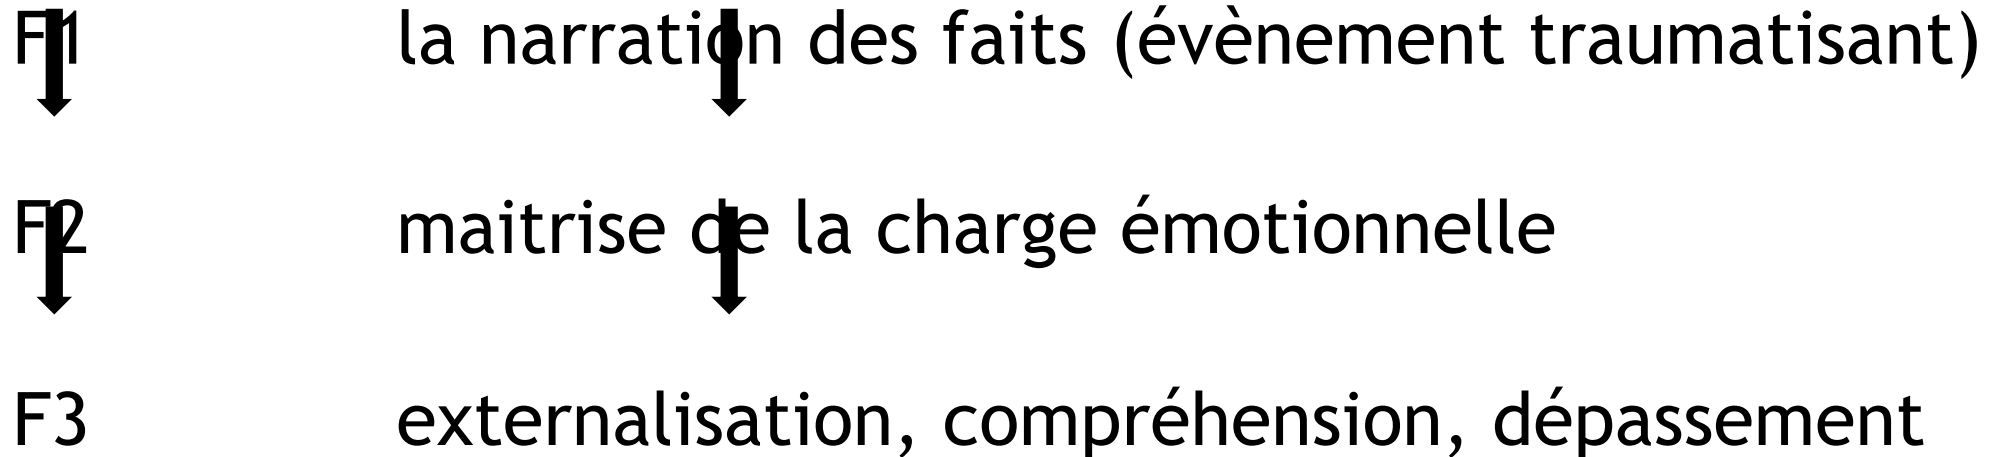 F1 la narration des faits (évènement traumatisant)
F2 maitrise de la charge émotionnelle
F3 externalisation, compréhension, dépassement